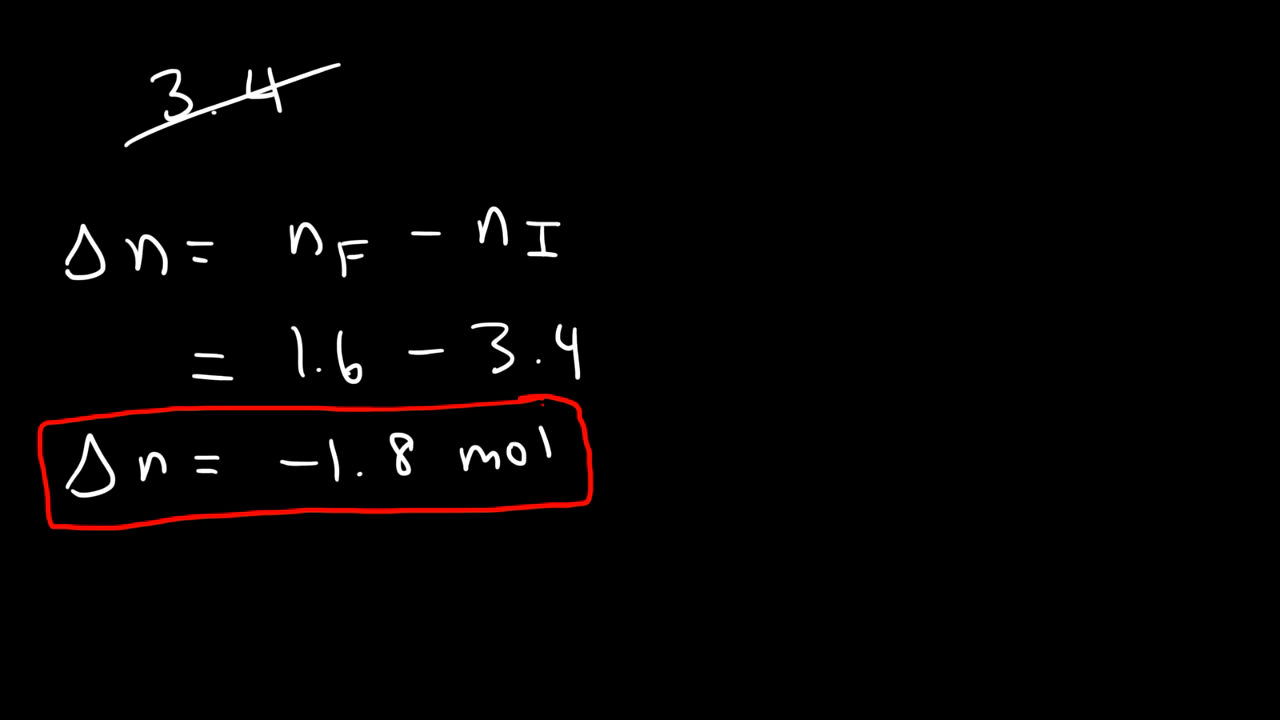 3.4
Δn = n_F - n_I
= 1.6 - 3.4
Δn = -1.8 mol